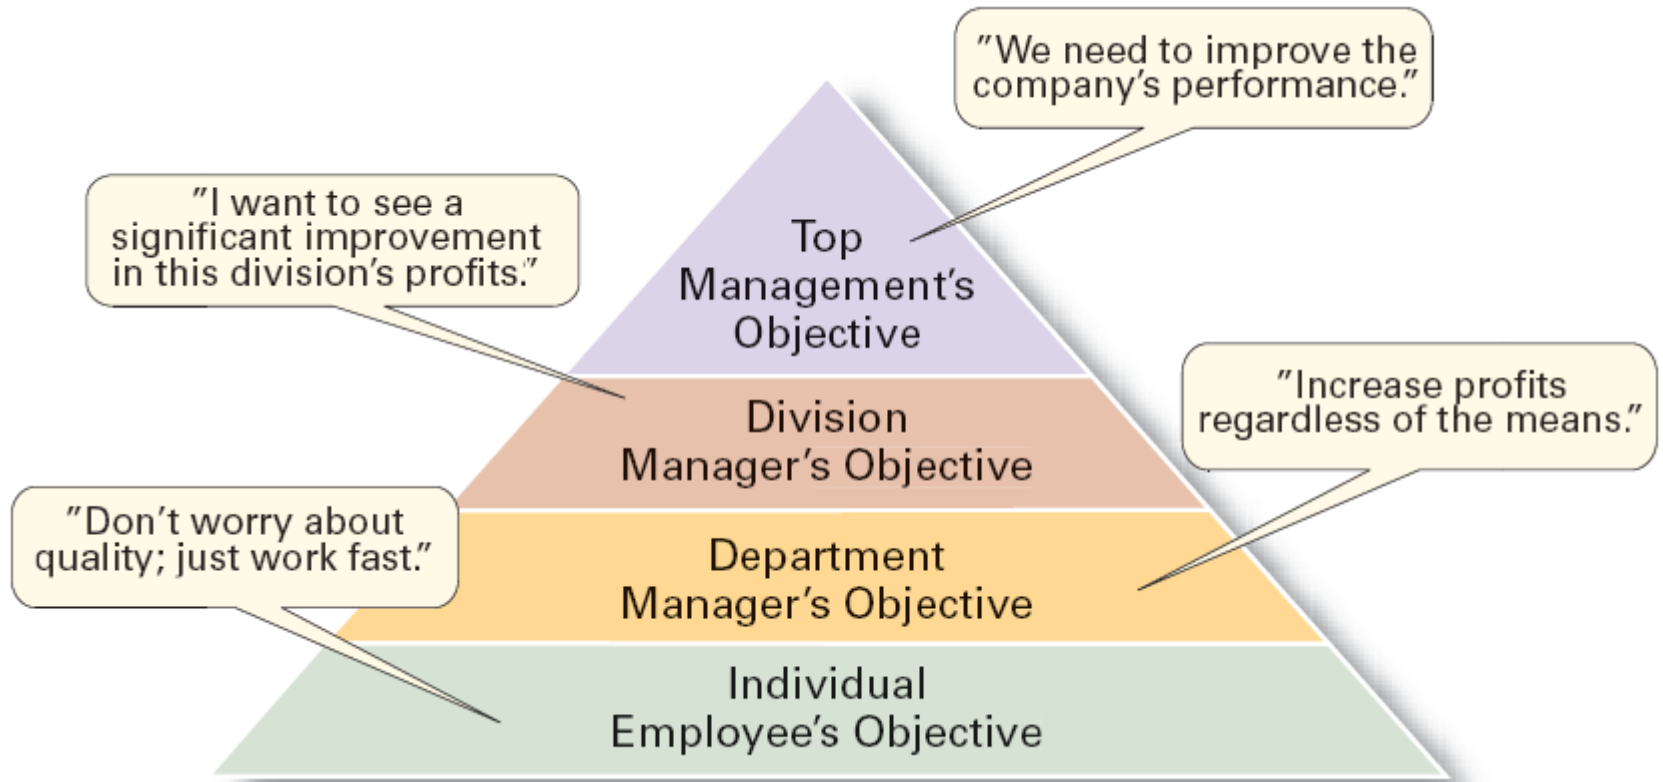 ”We need to improve the
company’s performance.”
”I want to see a
significant improvement
in this division’s profits.”
Top
Management’s
Objective
”Increase profits
regardless of the means.”
Division
Manager’s Objective
”Don’t worry about
quality; just work fast.”
Department
Manager’s Objective
Individual
Employee’s Objective